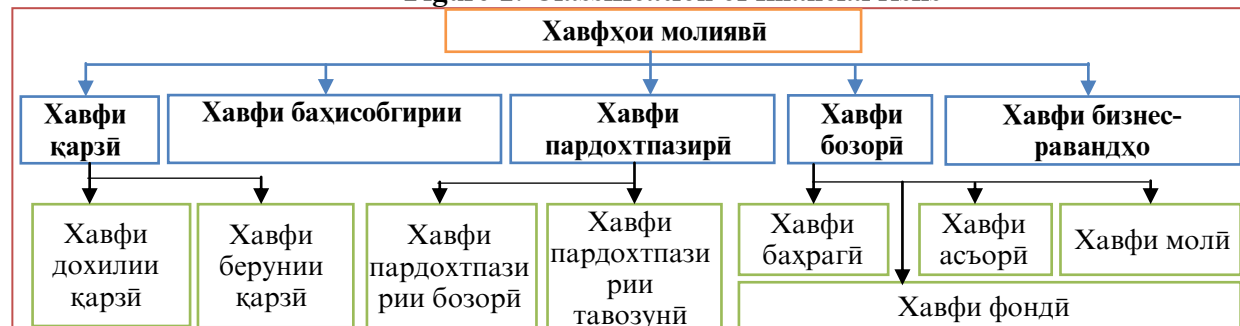 Хавфҳои молиявӣ
Хавфи
қарзӣ
Хавфи баҳисобгирии
Хавфи
пардохтпазирӣ
Хавфи
бозорӣ
Хавфи бизнес-
равандҳо
Хавфи
дохилии
қарзӣ
Хавфи
берунии
қарзӣ
Хавфи
пардохтпази
рии бозорӣ
Хавфи
пардохтпази
рии
тавозунӣ
Хавфи
баҳрагӣ
Хавфи
асъорӣ
Хавфи молӣ
Хавфи фондӣ